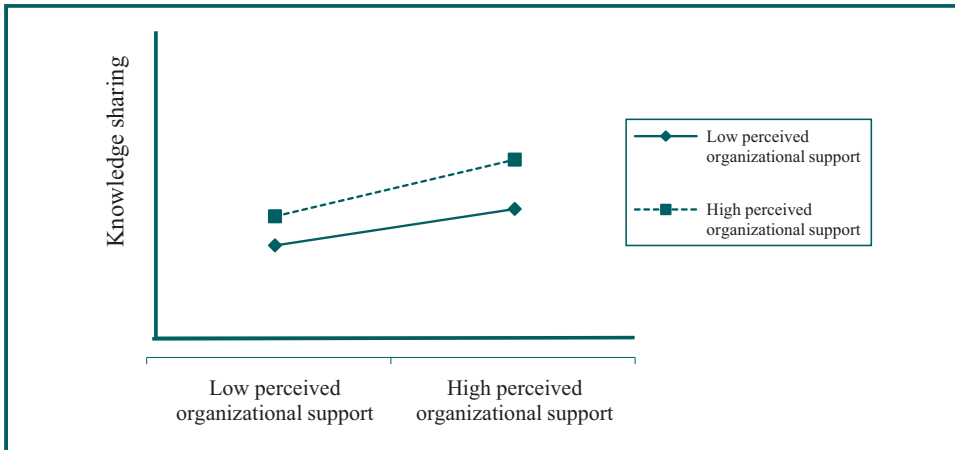 Knowledge sharing
Low perceived
organizational support
High perceived
organizational support
Low perceived
organizational support
High perceived
organizational support